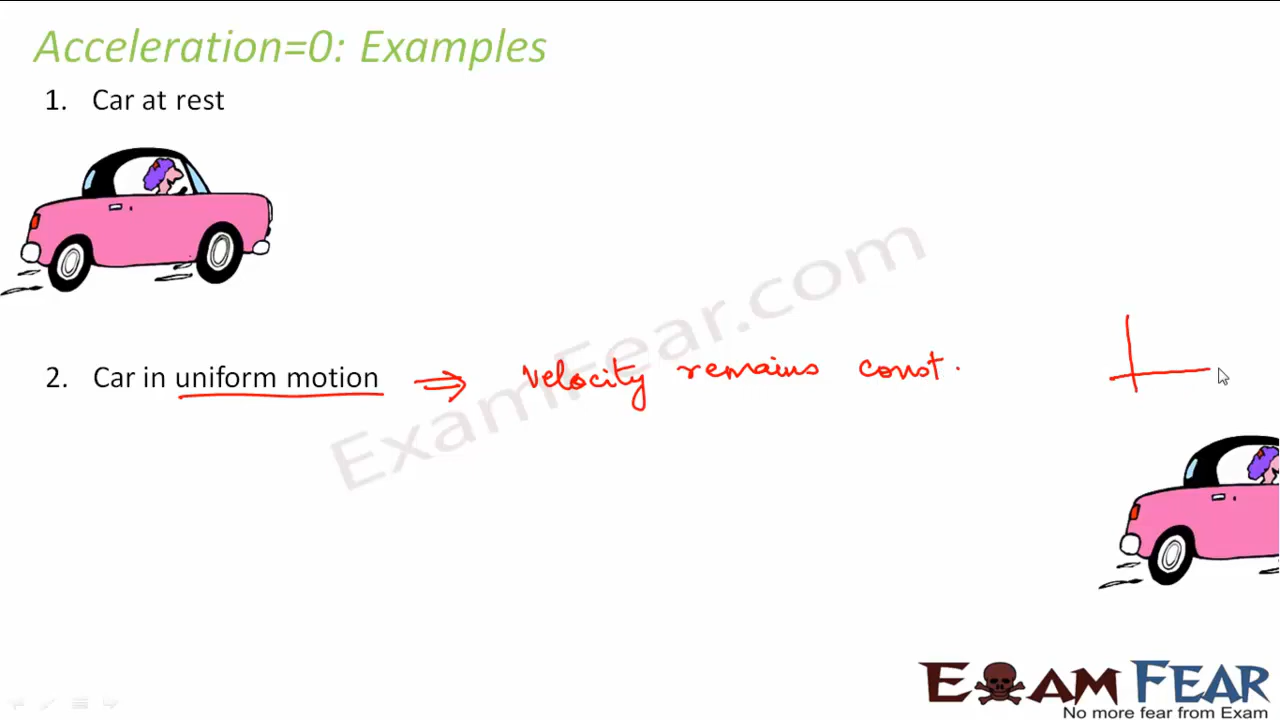 Acceleration=0: Examples
1. Car at rest
2. Car in uniform motion ⇒ Velocity remains const.
ExamFear.com
EXAM FEAR
No more fear from Exam